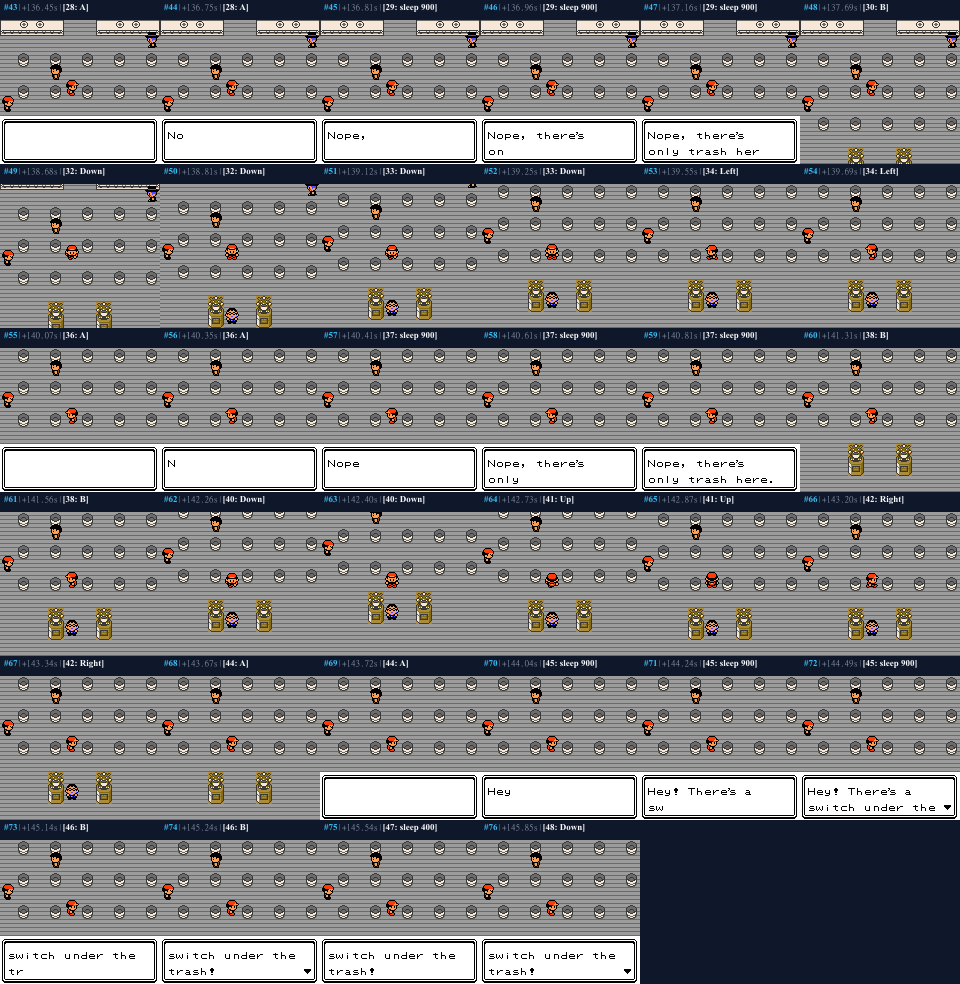 #43|+136.45s|[28: A]
#44|+136.75s|[28: A]
#45|+136.81s|[29: sleep 900]
#46|+136.96s|[29: sleep 900]
#47|+137.16s|[29: sleep 900]
#48|+137.69s|[30: B]
No
Nope,
Nope, there's
on
Nope, there's
only trash her
#49|+138.68s|[32: Down]
#50|+138.81s|[32: Down]
#51|+139.12s|[33: Down]
#52|+139.25s|[33: Down]
#53|+139.55s|[34: Left]
#54|+139.69s|[34: Left]
#55|+140.07s|[36: A]
#56|+140.35s|[36: A]
#57|+140.41s|[37: sleep 900]
#58|+140.61s|[37: sleep 900]
#59|+140.81s|[37: sleep 900]
#60|+141.31s|[38: B]
N
Nope
Nope, there's
only
Nope, there's
only trash here.
#61|+141.56s|[38: B]
#62|+142.26s|[40: Down]
#63|+142.40s|[40: Down]
#64|+142.73s|[41: Up]
#65|+142.87s|[41: Up]
#66|+143.20s|[42: Right]
#67|+143.34s|[42: Right]
#68|+143.67s|[44: A]
#69|+143.72s|[44: A]
#70|+144.04s|[45: sleep 900]
#71|+144.24s|[45: sleep 900]
#72|+144.49s|[45: sleep 900]
Hey
Hey! There's a
sw
Hey! There's a
switch under the
#73|+145.14s|[46: B]
#74|+145.24s|[46: B]
#75|+145.54s|[47: sleep 400]
#76|+145.85s|[48: Down]
switch under the
tr
switch under the
trash!
switch under the
trash!
switch under the
trash!